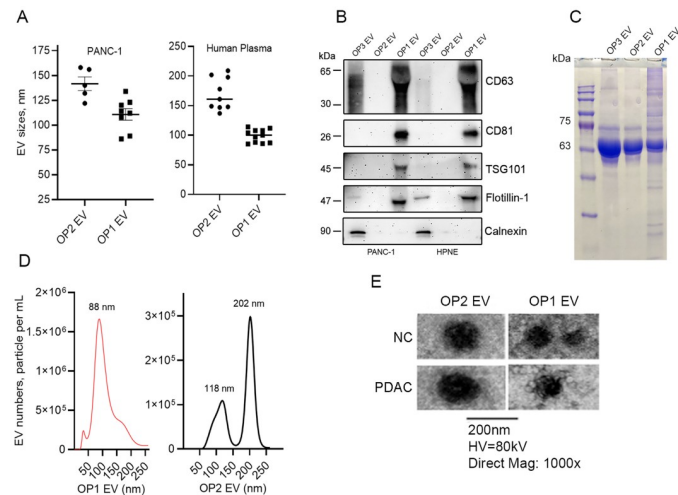 A
PANC-1
Human Plasma
EV sizes, nm
175
150
125
100
75
50
25
250
200
150
100
50
0
OP2 EV
OP1 EV
OP2 EV
OP1 EV
B
kDa
OP3 EV
OP2 EV
OP1 EV
OP3 EV
OP2 EV
OP1 EV
65
30
CD63
26
CD81
45
TSG101
45
Flotillin-1
90
Calnexin
PANC-1
HPNE
C
kDa
OP3 EV
OP2 EV
OP1 EV
75
63
D
EV numbers, particle per mL
2×10⁶
2×10⁶
1×10⁶
5×10⁵
0
88 nm
50
100
150
200
250
OP1 EV (nm)
3×10⁵
2×10⁵
1×10⁵
0
118 nm
202 nm
50
100
150
200
250
OP2 EV (nm)
E
OP2 EV
OP1 EV
NC
PDAC
200nm
HV=80kV
Direct Mag: 1000x